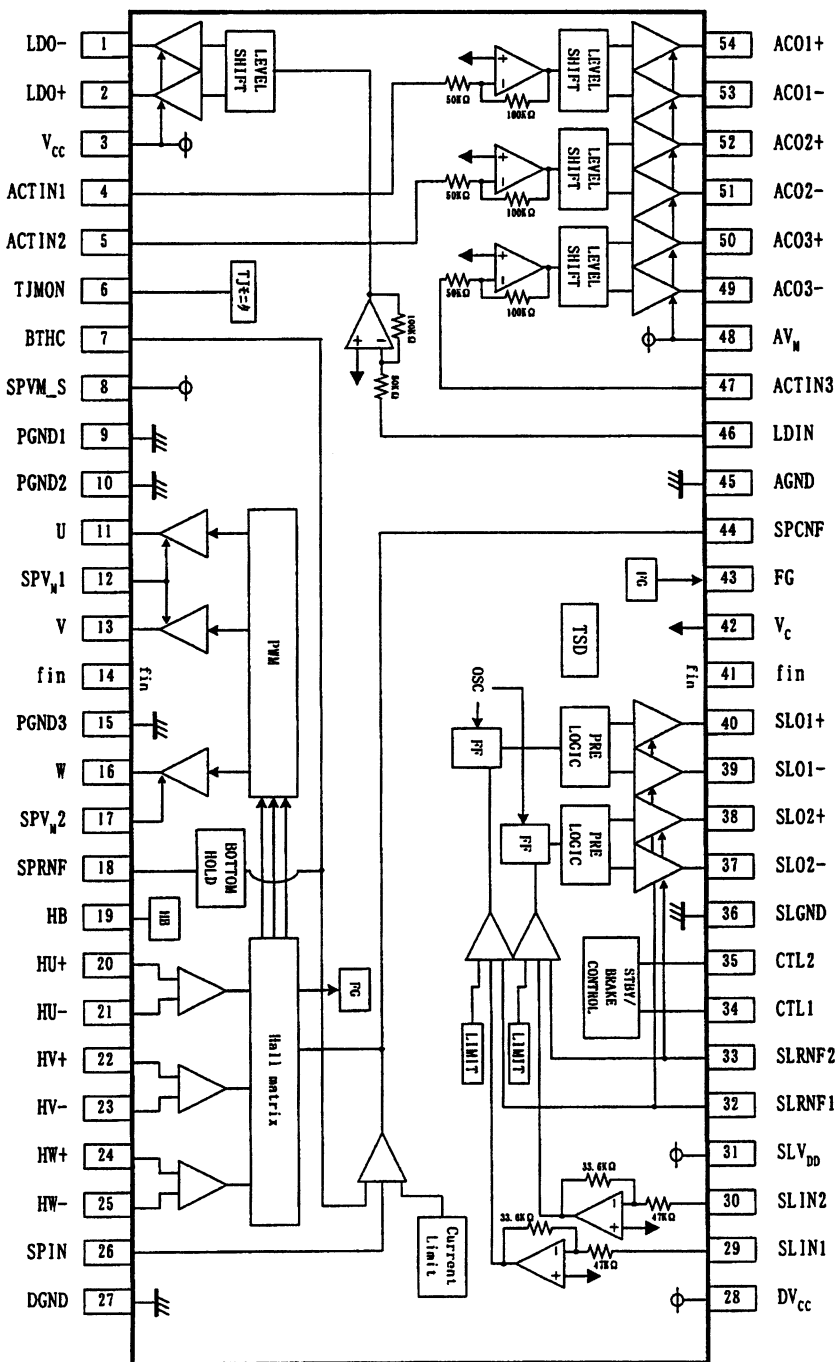 LDO- 1
LDO+ 2
VCC 3
ACTIN1 4
ACTIN2 5
TJMON 6
BTHC 7
SPVM_S 8
PGND1 9
PGND2 10
U 11
SPVM1 12
V 13
fin 14
PGND3 15
W 16
SPVM2 17
SPRNF 18
HB 19
HU+ 20
HU- 21
HV+ 22
HV- 23
HW+ 24
HW- 25
SPIN 26
DGND 27
54 ACO1+
53 ACO1-
52 ACO2+
51 ACO2-
50 ACO3+
49 ACO3-
48 AVM
47 ACTIN3
46 LDIN
45 AGND
44 SPCNF
43 FG
42 VC
41 fin
40 SLO1+
39 SLO1-
38 SLO2+
37 SLO2-
36 SLGND
35 CTL2
34 CTL1
33 SLRNF2
32 SLRNF1
31 SLVDD
30 SLIN2
29 SLIN1
28 DVCC
LEVEL
SHIFT
+
-
50KΩ
100KΩ
LEVEL
SHIFT
+
-
50KΩ
100KΩ
LEVEL
SHIFT
+
-
50KΩ
100KΩ
LEVEL
SHIFT
TJモニタ
100KΩ
+
-
50KΩ
fin
PWM
FG
TSD
fin
OSC
FF
PRE
LOGIC
FF
PRE
LOGIC
BOTTOM
HOLD
HB
FG
Hall matrix
Current
Limit
LIMIT
LIMIT
STBY/
BRAKE
CONTROL
33.6KΩ
-
+
47KΩ
33.6KΩ
-
+
47KΩ